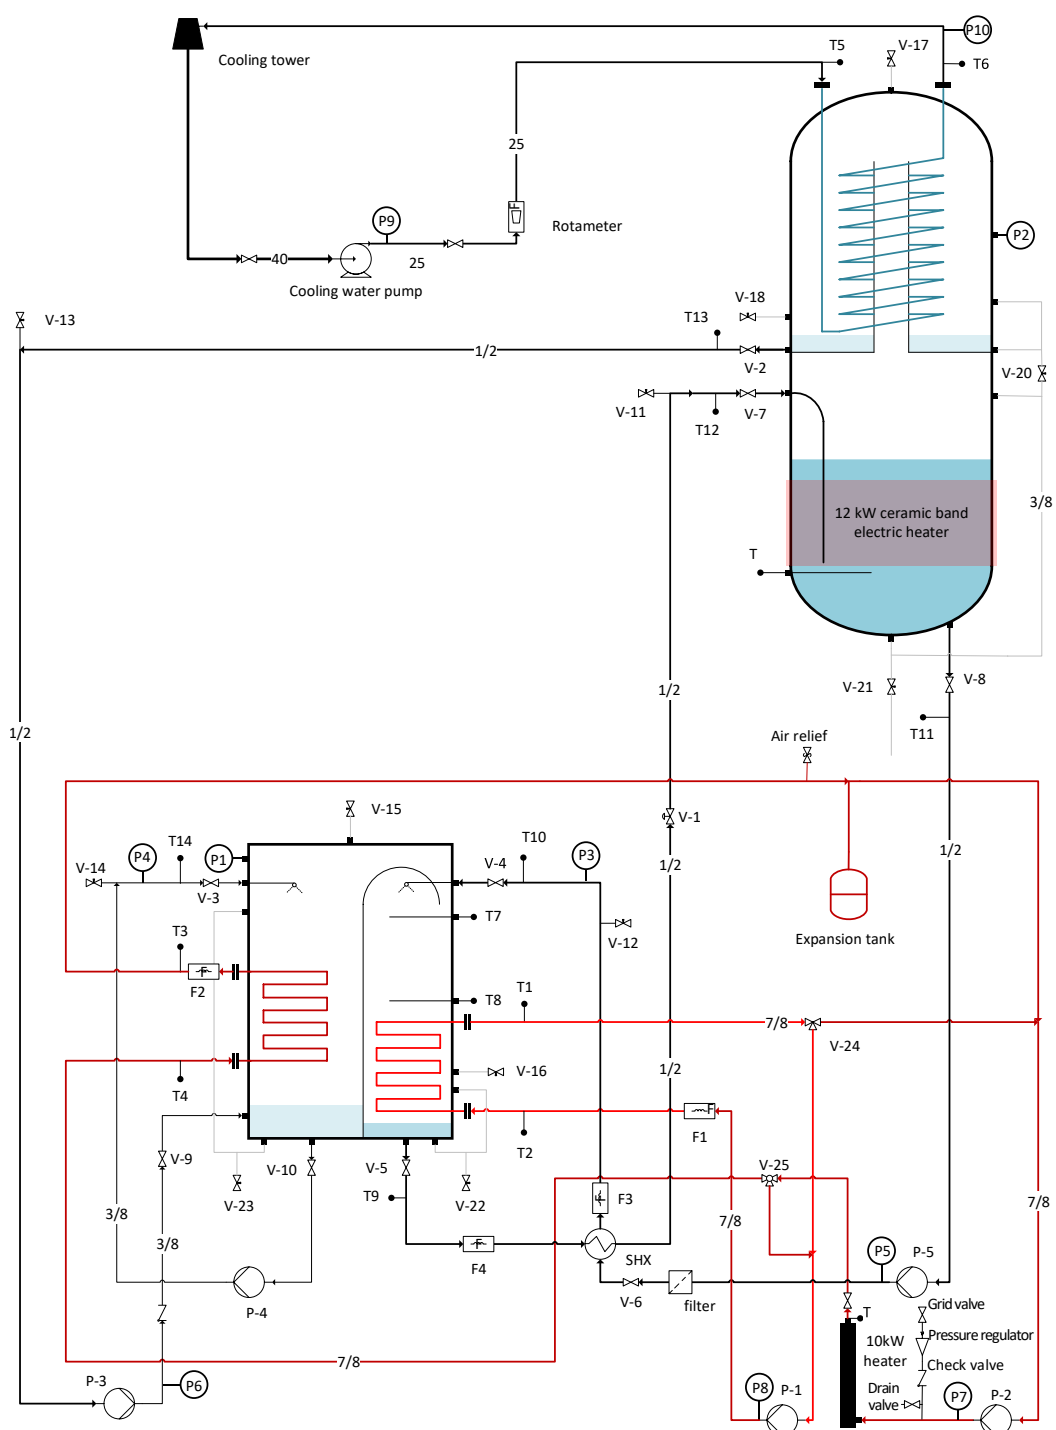 P10
T5
V-17
Cooling tower
T6
25
P9
Rotameter
P2
40
25
Cooling water pump
V-18
V-13
T13
1/2
V-2
V-20
V-11
T12
V-7
12 kW ceramic band
electric heater
3/8
T
1/2
V-8
V-21
1/2
T11
Air relief
V-15
V-1
T14
P4
P1
T10
P3
V-14
V-4
1/2
1/2
V-3
T3
T7
V-12
Expansion tank
F2
T8
T1
7/8
V-24
T4
V-16
1/2
F1
T2
V-9
V-10
V-5
V-25
T9
V-23
V-22
F3
3/8
7/8
7/8
3/8
F4
SHX
P5
P-5
V-6
filter
P-4
T
Grid valve
10kW
heater
Pressure regulator
7/8
Check valve
P-3
P6
P8
P-1
Drain
valve
P7
P-2